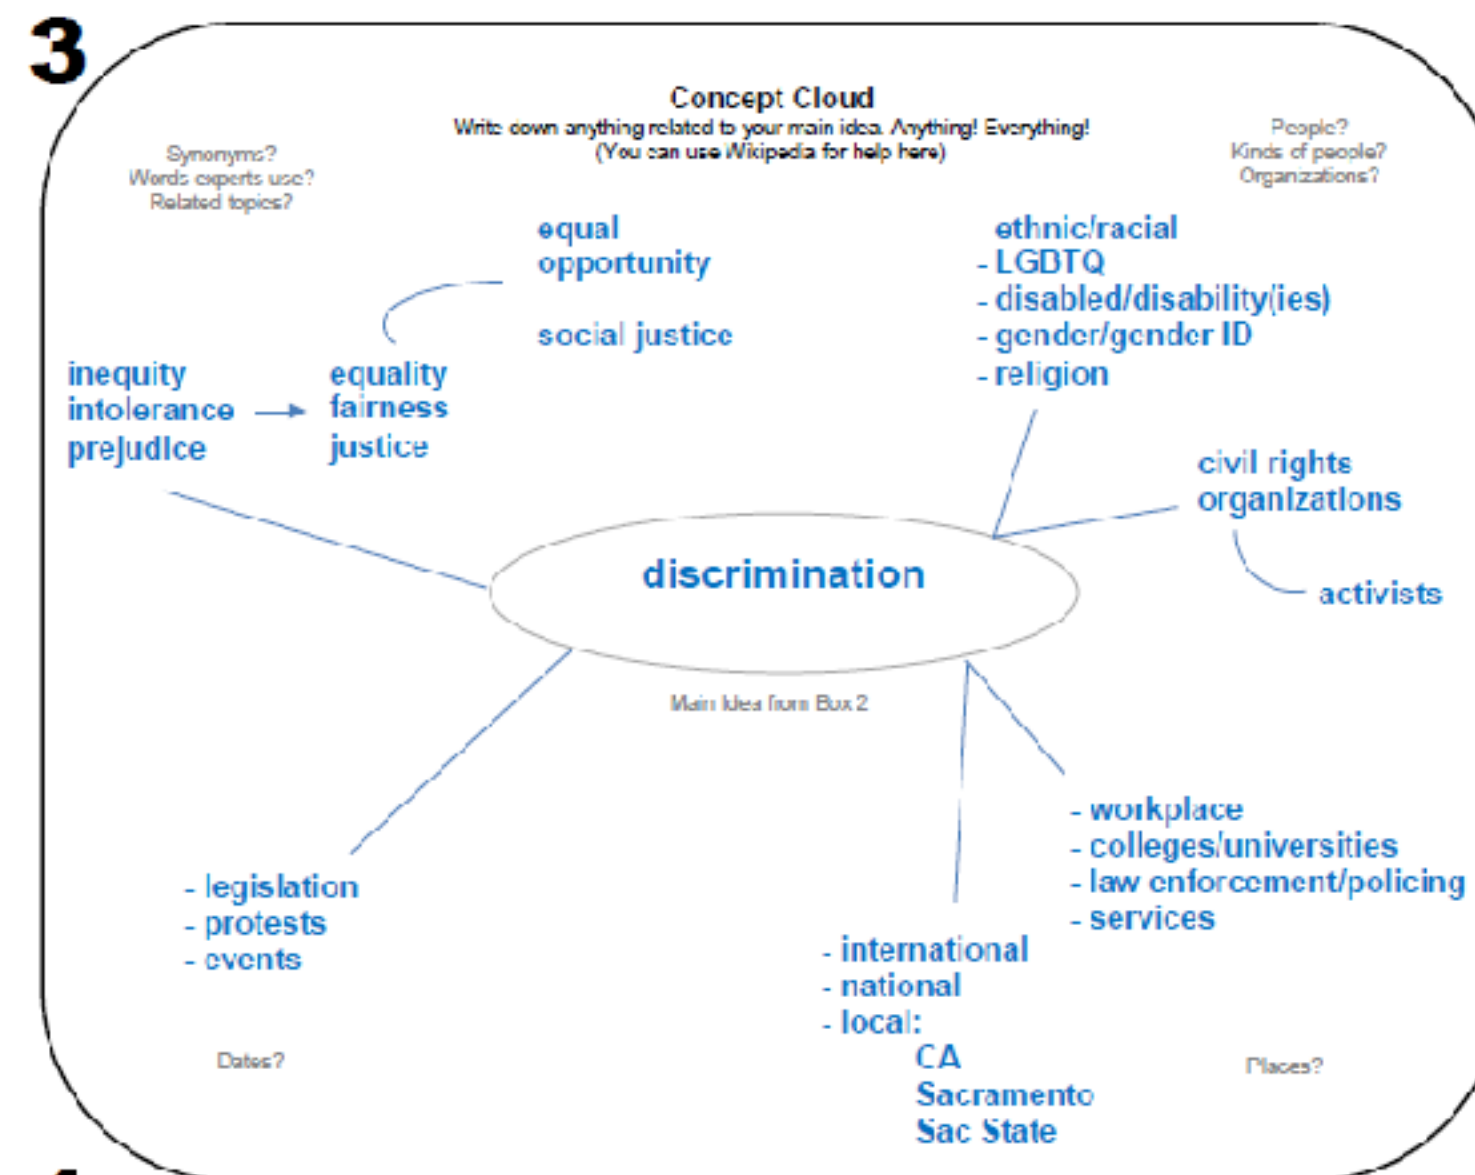 3
Concept Cloud
Write down anything related to your main idea. Anything! Everything!
(You can use Wikipedia for help here)
Synonyms?
Words experts use?
Related topics?
People?
Kinds of people?
Organizations?
equal
opportunity
social justice
ethnic/racial
- LGBTQ
- disabled/disability(ies)
- gender/gender ID
- religion
inequity
intolerance
prejudice
equality
fairness
justice
civil rights
organizations
activists
discrimination
Main Idea from Box 2
- workplace
- colleges/universities
- law enforcement/policing
- services
- legislation
- protests
- events
- international
- national
- local:
CA
Sacramento
Sac State
Dates?
Places?